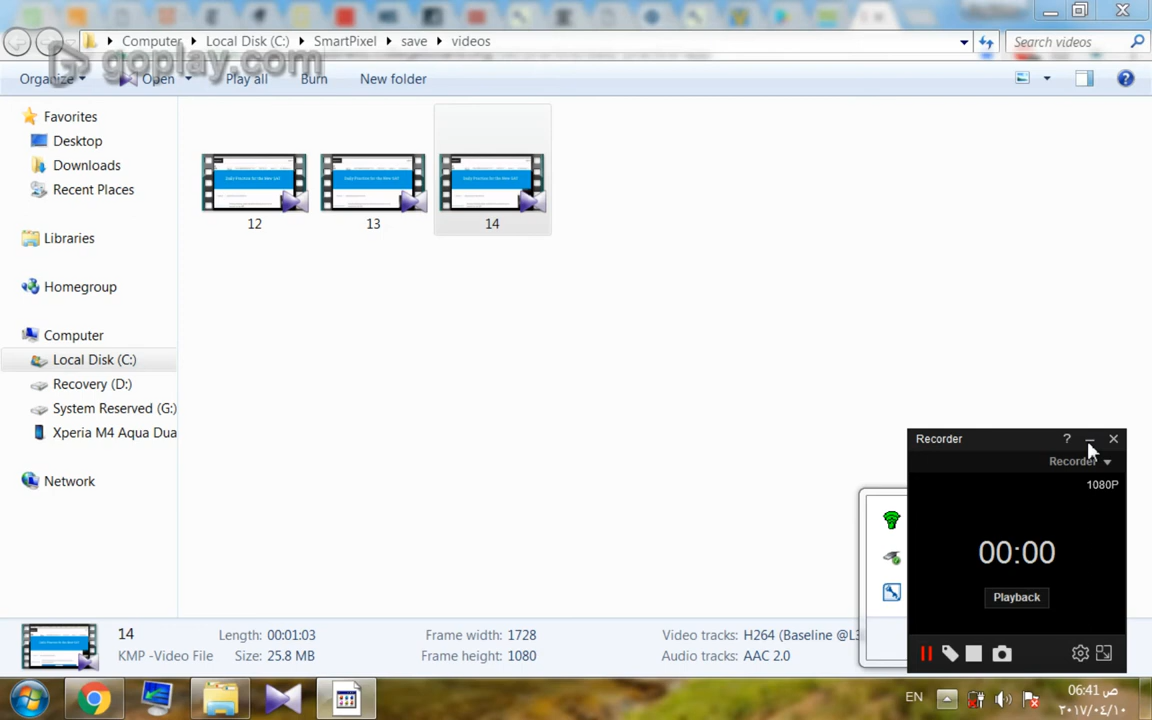 goplay.com
Computer Local Disk (C:) SmartPixel save videos
Search videos
Organize Open Play all Burn New folder
Favorites
Desktop
Downloads
Recent Places
Libraries
Homegroup
Computer
Local Disk (C:)
Recovery (D:)
System Reserved (G:)
Xperia M4 Aqua Dua
Network
12 13 14
Recorder ?
Recorder
1080P
00:00
Playback
14 Length: 00:01:03 Frame width: 1728 Video tracks: H264 (Baseline @L3
KMP -Video File Size: 25.8 MB Frame height: 1080 Audio tracks: AAC 2.0
EN
06:41 ص
٢٠١٧/٠٤/١٠